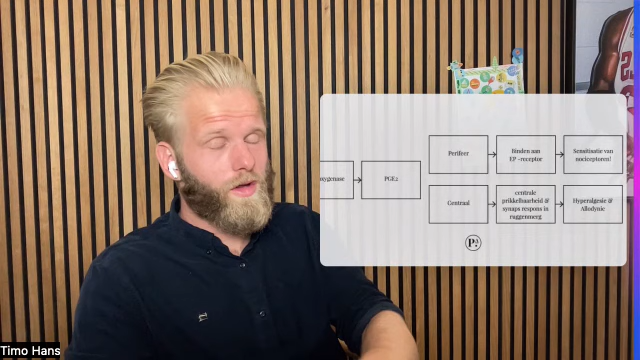 Perifeer
Binden aan
EP -receptor
Sensitisatie van
nociceptoren!
oxygenase
PGE2
Centraal
centrale
prikkelbaarheid &
synaps respons in
ruggenmerg
Hyperalgesie &
Allodynie
P.
Timo Hans